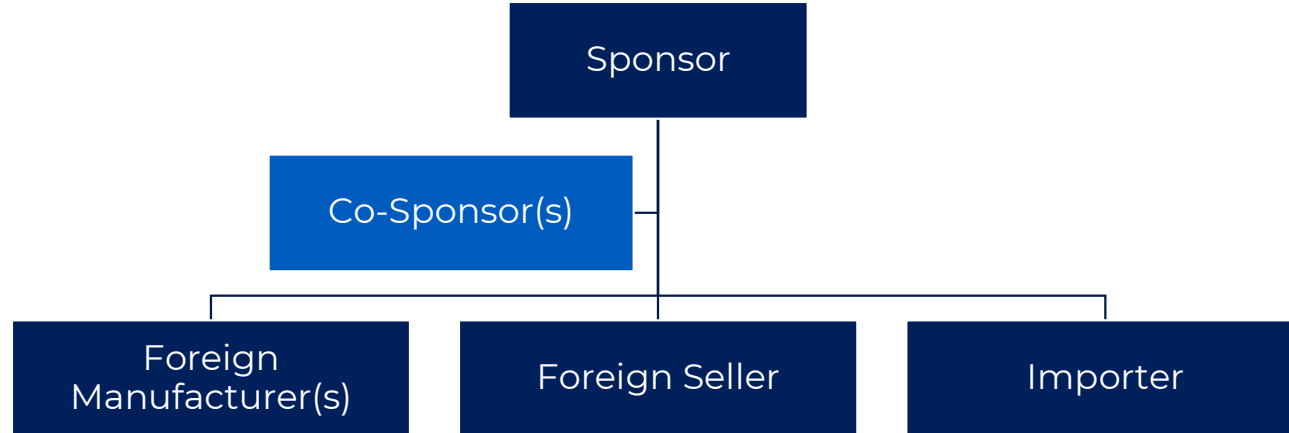 Sponsor
Co-Sponsor(s)
Foreign
Manufacturer(s)
Foreign Seller
Importer